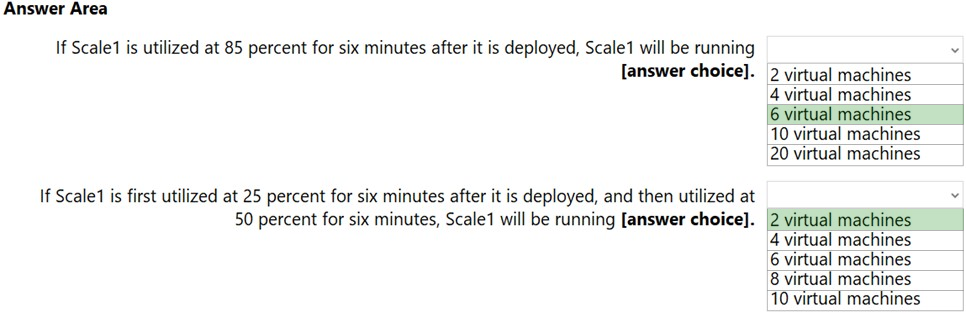 Answer Area
If Scale1 is utilized at 85 percent for six minutes after it is deployed, Scale1 will be running
[answer choice].
2 virtual machines
4 virtual machines
6 virtual machines
10 virtual machines
20 virtual machines
If Scale1 is first utilized at 25 percent for six minutes after it is deployed, and then utilized at
50 percent for six minutes, Scale1 will be running [answer choice].
2 virtual machines
4 virtual machines
6 virtual machines
8 virtual machines
10 virtual machines